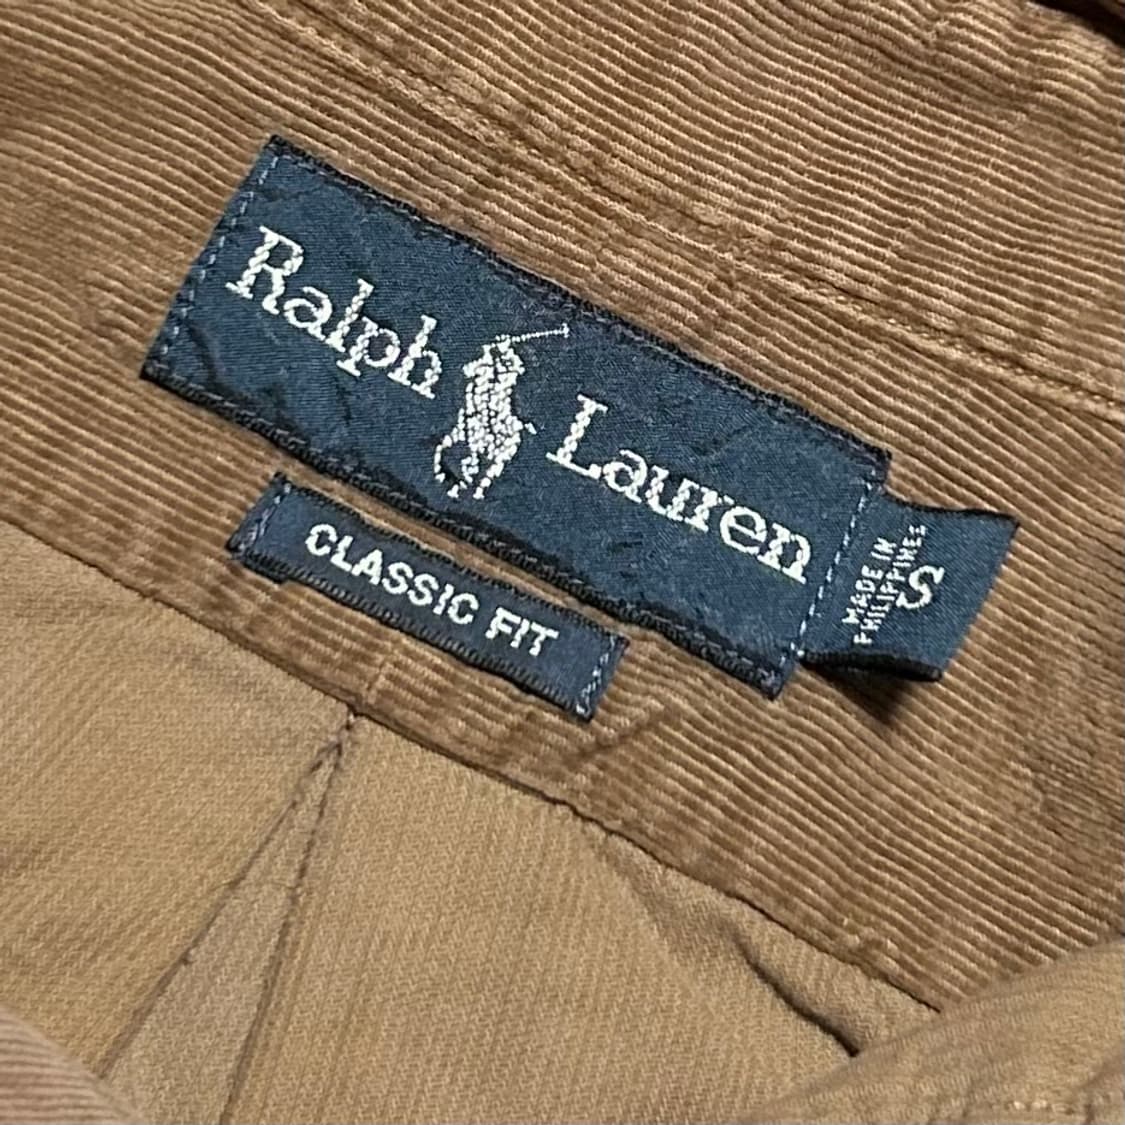 Ralph Lauren
CLASSIC FIT
S
MADE IN
PHILIPPINES